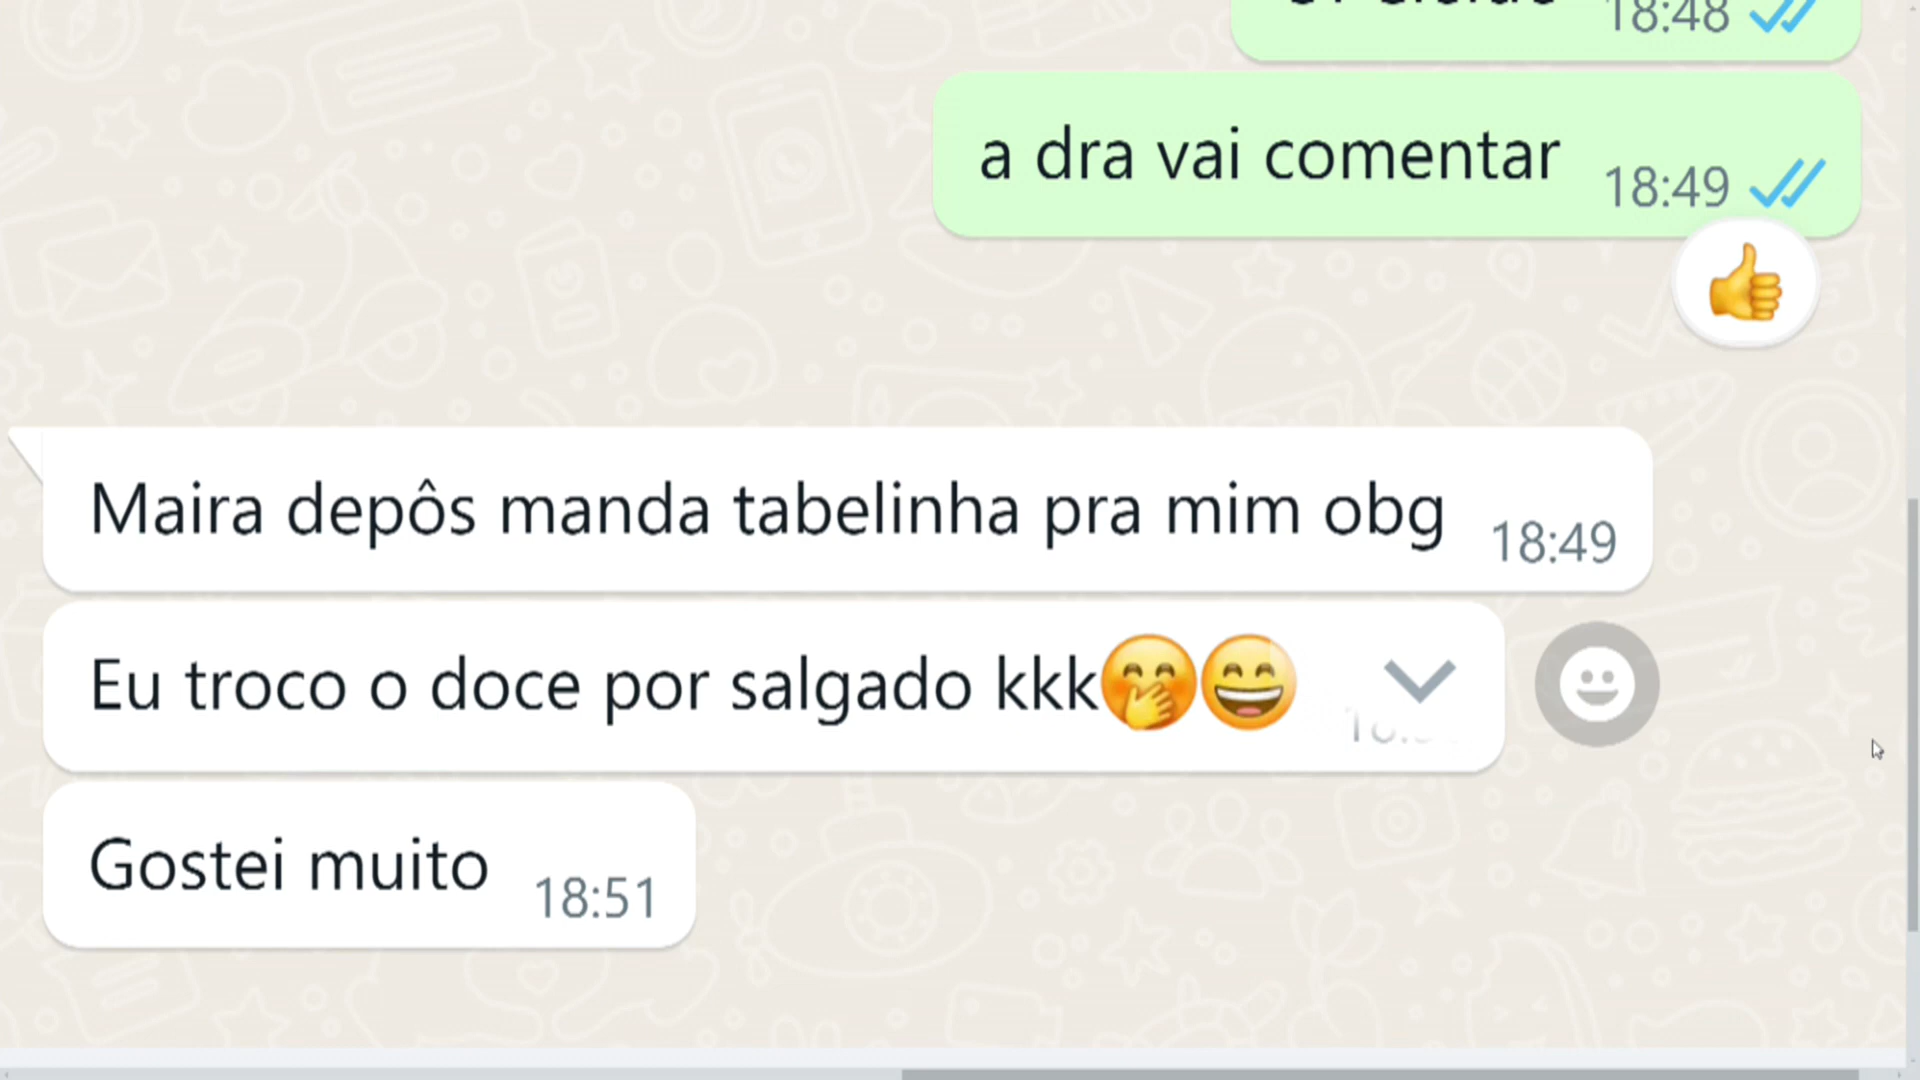 18:48
a dra vai comentar 18:49
👍
Maira depôs manda tabelinha pra mim obg 18:49
Eu troco o doce por salgado kkk🤭😄
Gostei muito 18:51